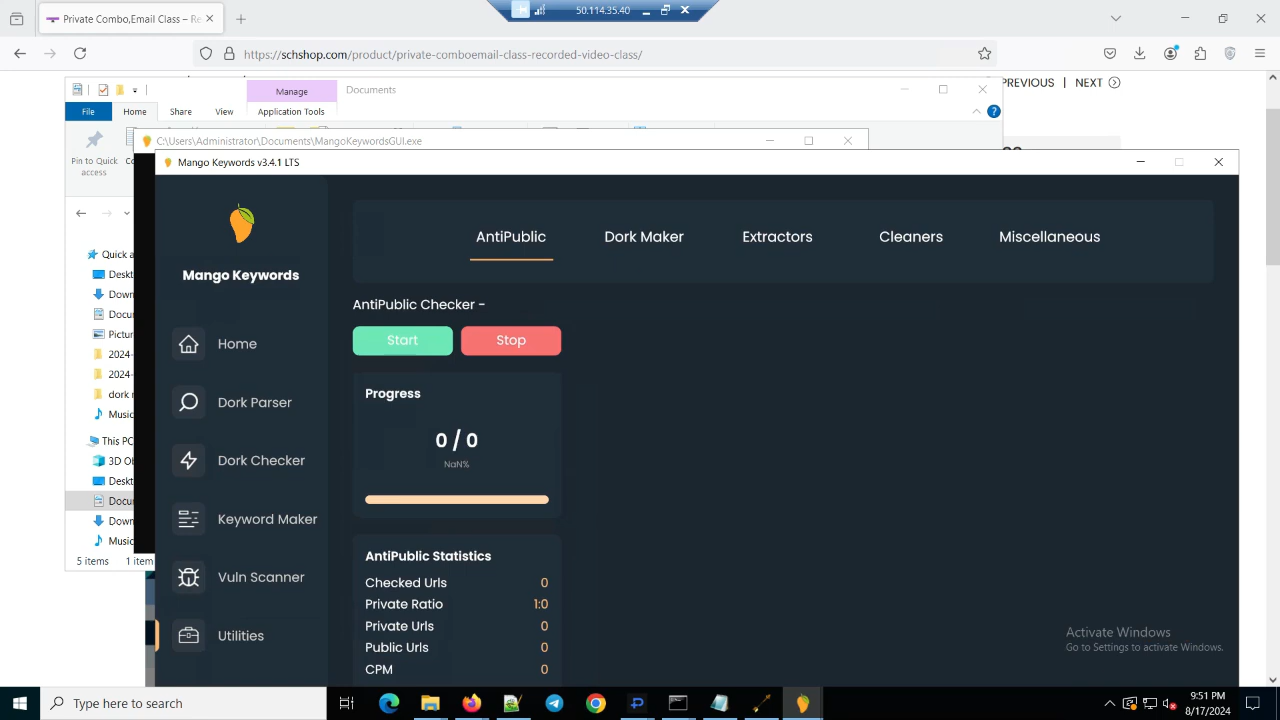 Private Combo,Email Class – Re
50.114.35.40
https://schshop.com/product/private-comboemail-class-recorded-video-class/
PREVIOUS | NEXT
Manage
Documents
File
Home
Share
View
Application Tools
Pin to Quick
access
C:\Users\Administrator\Documents\MangoKeywordsGUI.exe
Mango Keywords v3.4.1 LTS
Quick a
Deskt
Down
Docu
Pictur
2024-
2024-
dork r
Music
This PC
3D Ob
Deskt
Docu
Down
Music
5 items
1 item
Mango Keywords
Home
Dork Parser
Dork Checker
Keyword Maker
Vuln Scanner
Utilities
AntiPublic
Dork Maker
Extractors
Cleaners
Miscellaneous
AntiPublic Checker -
Start
Stop
Progress
0 / 0
NaN%
AntiPublic Statistics
Checked Urls 0
Private Ratio 1:0
Private Urls 0
Public Urls 0
CPM 0
Activate Windows
Go to Settings to activate Windows.
Type here to search
9:51 PM
8/17/2024